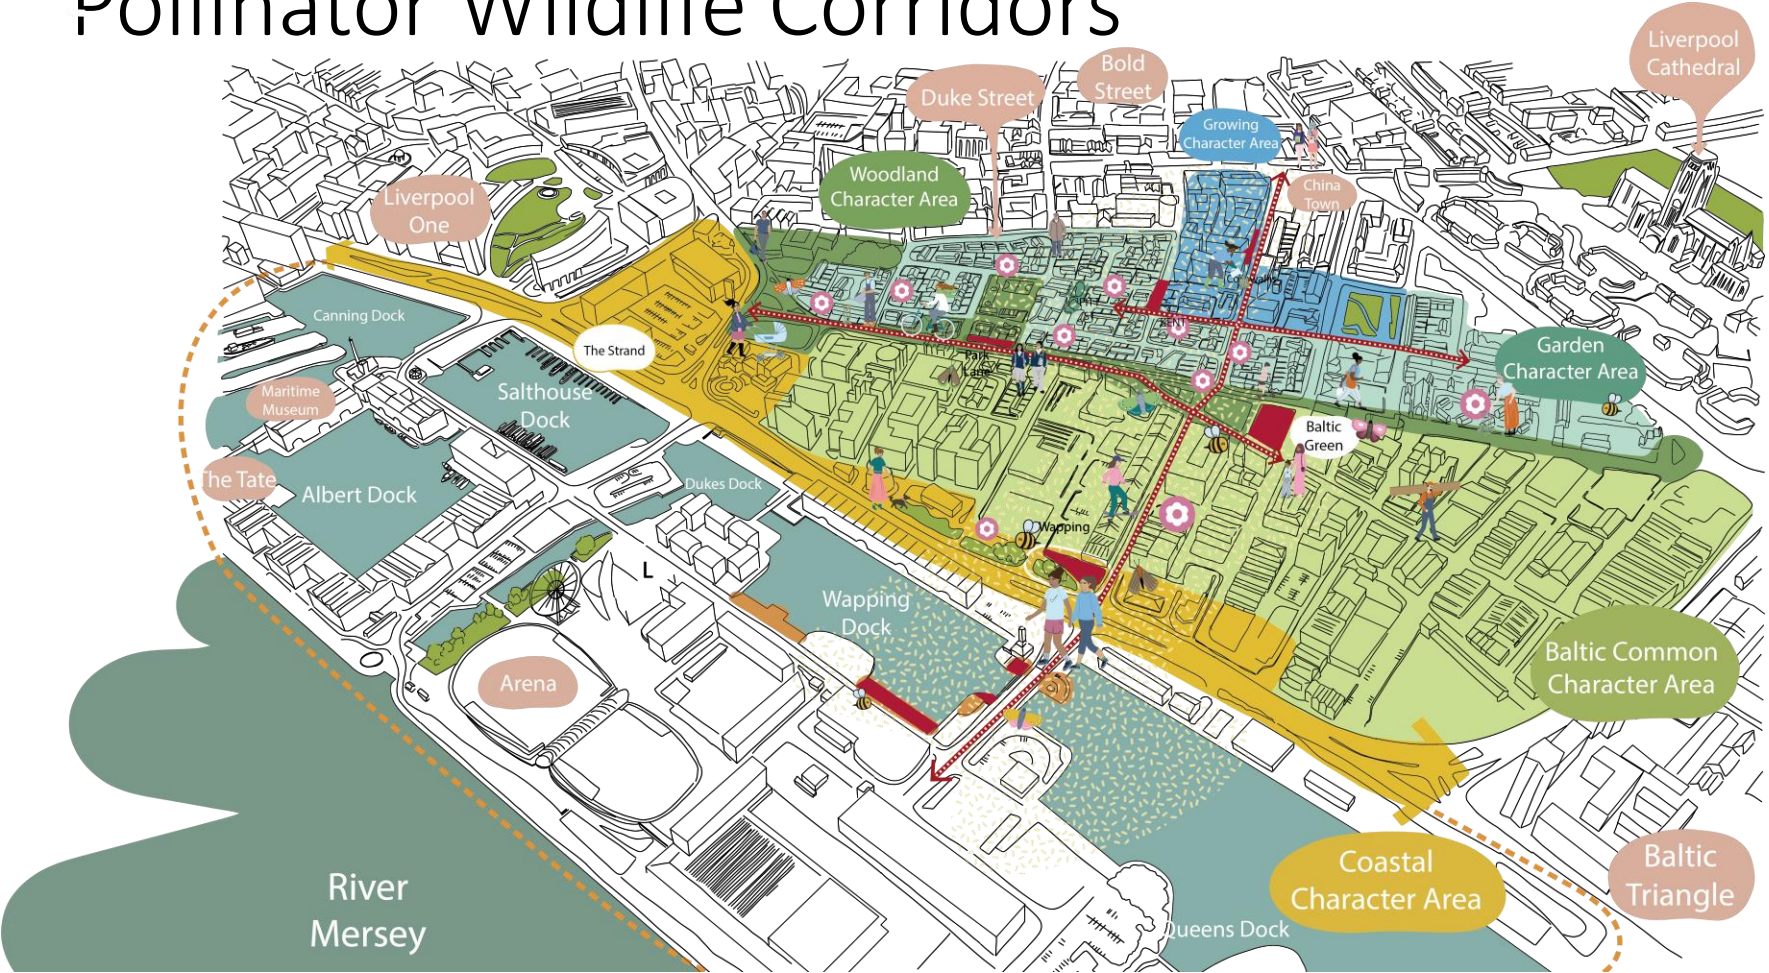 Pollinator Wildlife Corridors
Liverpool
Cathedral
Bold
Street
Duke Street
Growing
Character Area
Woodland
Character Area
China
Town
Liverpool
One
Canning Dock
The Strand
Park
Lane
Garden
Character Area
Maritime
Museum
Salthouse
Dock
Baltic
Green
The Tate
Albert Dock
Dukes Dock
Wapping
L
Wapping
Dock
Baltic Common
Character Area
Arena
Coastal
Character Area
Baltic
Triangle
River
Mersey
Queens Dock